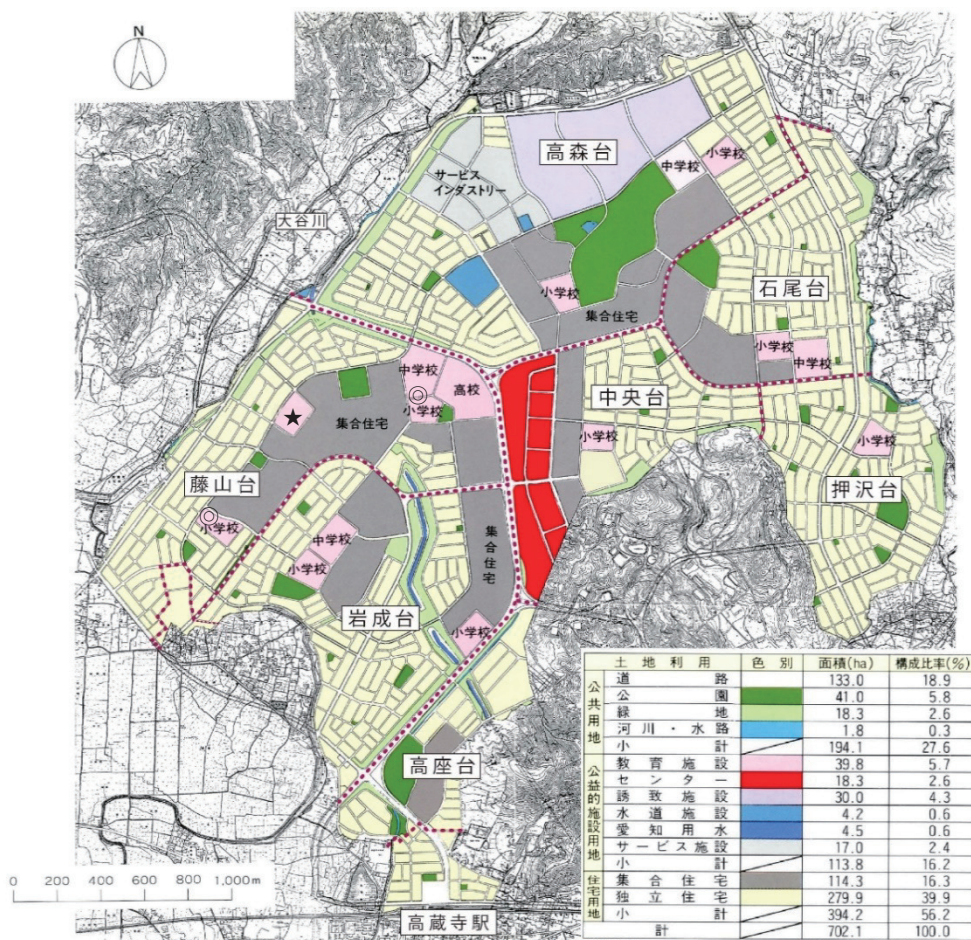 N
高森台
サービス
インダストリー
中学校
小学校
大谷川
石尾台
小学校
集合住宅
小学校
中学校
中学校
高校
小学校
中央台
集合住宅
小学校
小学校
藤山台
押沢台
小学校
中学校
小学校
集合住宅
岩成台
小学校
高座台
高蔵寺駅
0 200 400 600 800 1,000m
土地利用 色別 面積(ha) 構成比率(%)
公共用地
道路 133.0 18.9
公園 41.0 5.8
緑地 18.3 2.6
河川・水路 1.8 0.3
小計 194.1 27.6
公益的施設用地
教育施設 39.8 5.7
センター 18.3 2.6
誘致施設 30.0 4.3
水道施設 4.2 0.6
愛知用水 4.5 0.6
サービス施設 17.0 2.4
小計 113.8 16.2
住宅用地
集合住宅 114.3 16.3
独立住宅 279.9 39.9
小計 394.2 56.2
計 702.1 100.0